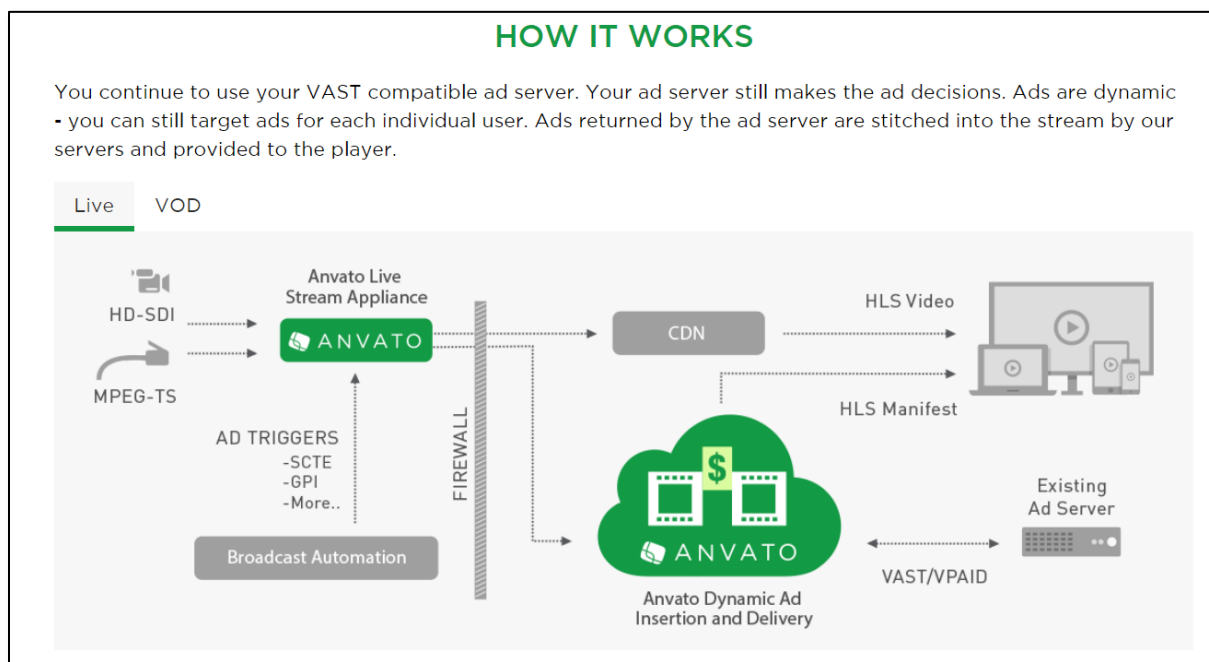 HOW IT WORKS
You continue to use your VAST compatible ad server. Your ad server still makes the ad decisions. Ads are dynamic
- you can still target ads for each individual user. Ads returned by the ad server are stitched into the stream by our
servers and provided to the player.
Live
VOD
HD-SDI
MPEG-TS
Anvato Live
Stream Appliance
ANVATO
AD TRIGGERS
-SCTE
-GPI
-More..
Broadcast Automation
FIREWALL
CDN
HLS Video
HLS Manifest
$
ANVATO
Anvato Dynamic Ad
Insertion and Delivery
VAST/VPAID
Existing
Ad Server